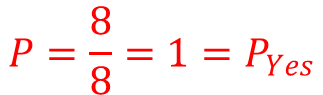 P = 8/8 = 1 = P_Yes